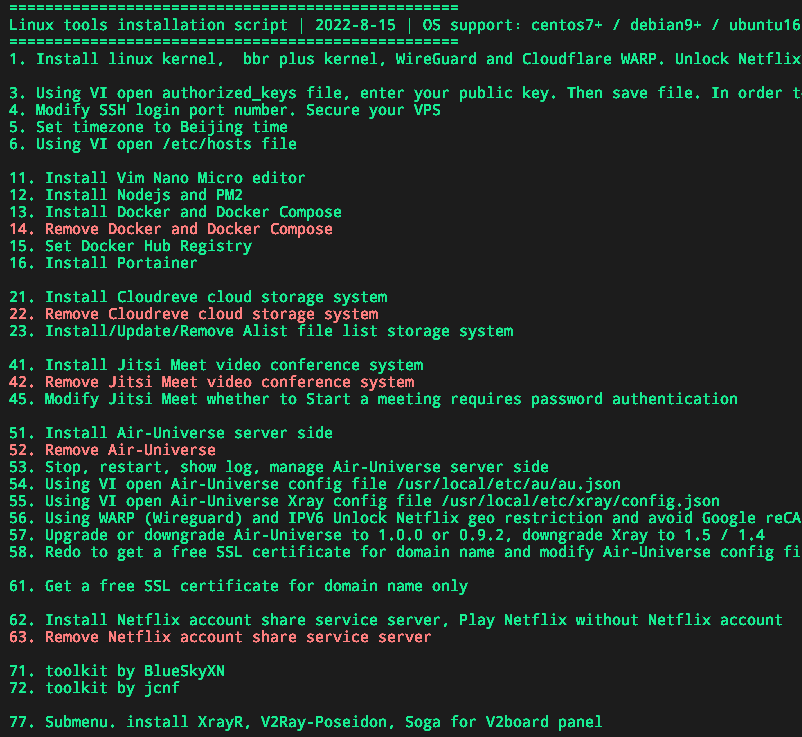 ==================================================
Linux tools installation script | 2022-8-15 | OS support: centos7+ / debian9+ / ubuntu16
==================================================
1. Install linux kernel,  bbr plus kernel, WireGuard and Cloudflare WARP. Unlock Netflix
3. Using VI open authorized_keys file, enter your public key. Then save file. In order t
4. Modify SSH login port number. Secure your VPS
5. Set timezone to Beijing time
6. Using VI open /etc/hosts file
11. Install Vim Nano Micro editor
12. Install Nodejs and PM2
13. Install Docker and Docker Compose
14. Remove Docker and Docker Compose
15. Set Docker Hub Registry
16. Install Portainer
21. Install Cloudreve cloud storage system
22. Remove Cloudreve cloud storage system
23. Install/Update/Remove Alist file list storage system
41. Install Jitsi Meet video conference system
42. Remove Jitsi Meet video conference system
45. Modify Jitsi Meet whether to Start a meeting requires password authentication
51. Install Air-Universe server side
52. Remove Air-Universe
53. Stop, restart, show log, manage Air-Universe server side
54. Using VI open Air-Universe config file /usr/local/etc/au/au.json
55. Using VI open Air-Universe Xray config file /usr/local/etc/xray/config.json
56. Using WARP (Wireguard) and IPV6 Unlock Netflix geo restriction and avoid Google reCA
57. Upgrade or downgrade Air-Universe to 1.0.0 or 0.9.2, downgrade Xray to 1.5 / 1.4
58. Redo to get a free SSL certificate for domain name and modify Air-Universe config fi
61. Get a free SSL certificate for domain name only
62. Install Netflix account share service server, Play Netflix without Netflix account
63. Remove Netflix account share service server
71. toolkit by BlueSkyXN
72. toolkit by jcnf
77. Submenu. install XrayR, V2Ray-Poseidon, Soga for V2board panel